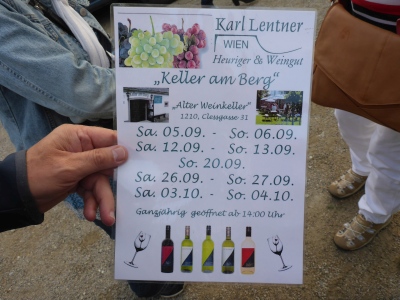 Karl Lentner
WIEN
Heuriger & Weingut
„Keller am Berg“
„Alter Weinkeller“
1210, Clessgasse 31
Sa. 05.09. - So. 06.09.
Sa. 12.09. - So. 13.09.
So. 20.09.
Sa. 26.09. - So. 27.09.
Sa. 03.10. - So. 04.10.
Ganzjährig geöffnet ab 14:00 Uhr